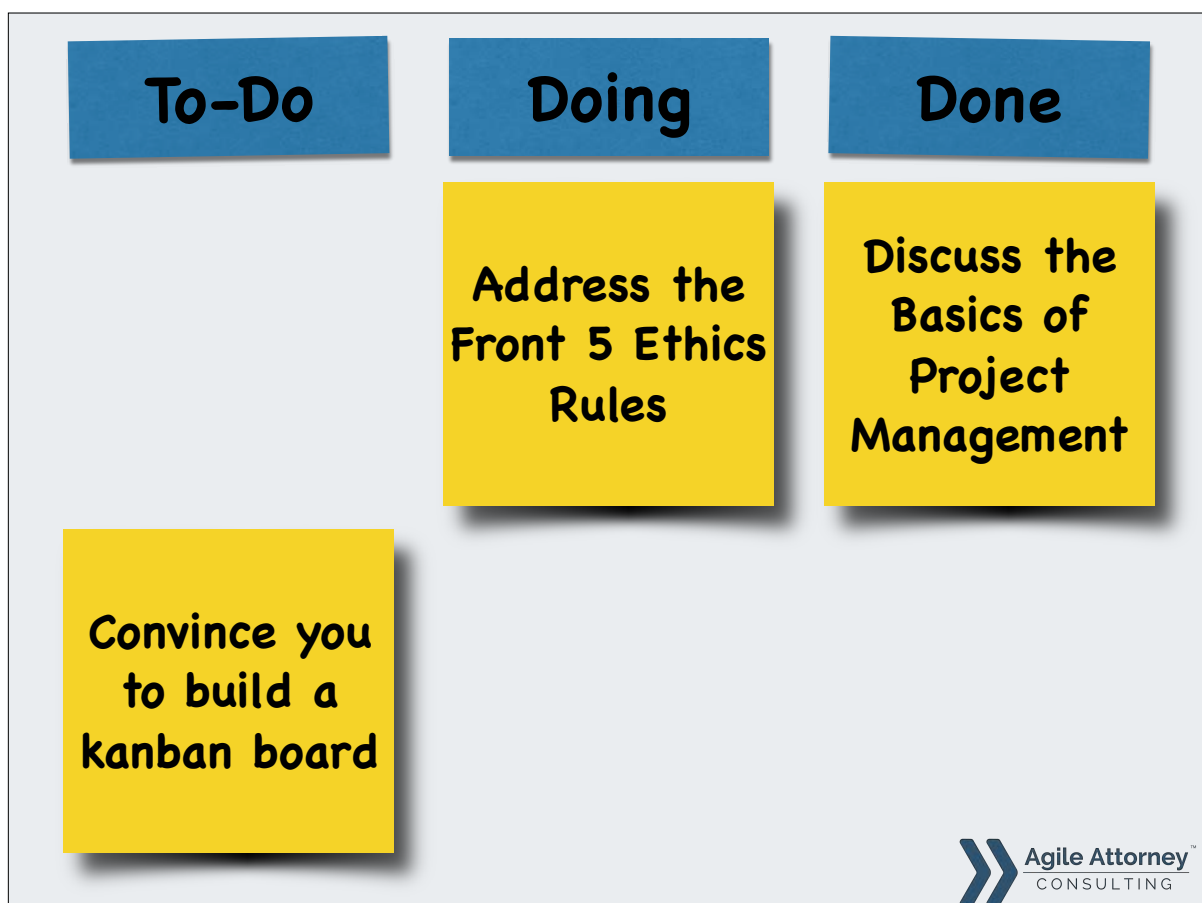 To-Do
Doing
Done
Address the
Front 5 Ethics
Rules
Discuss the
Basics of
Project
Management
Convince you
to build a
kanban board
Agile Attorney™
CONSULTING